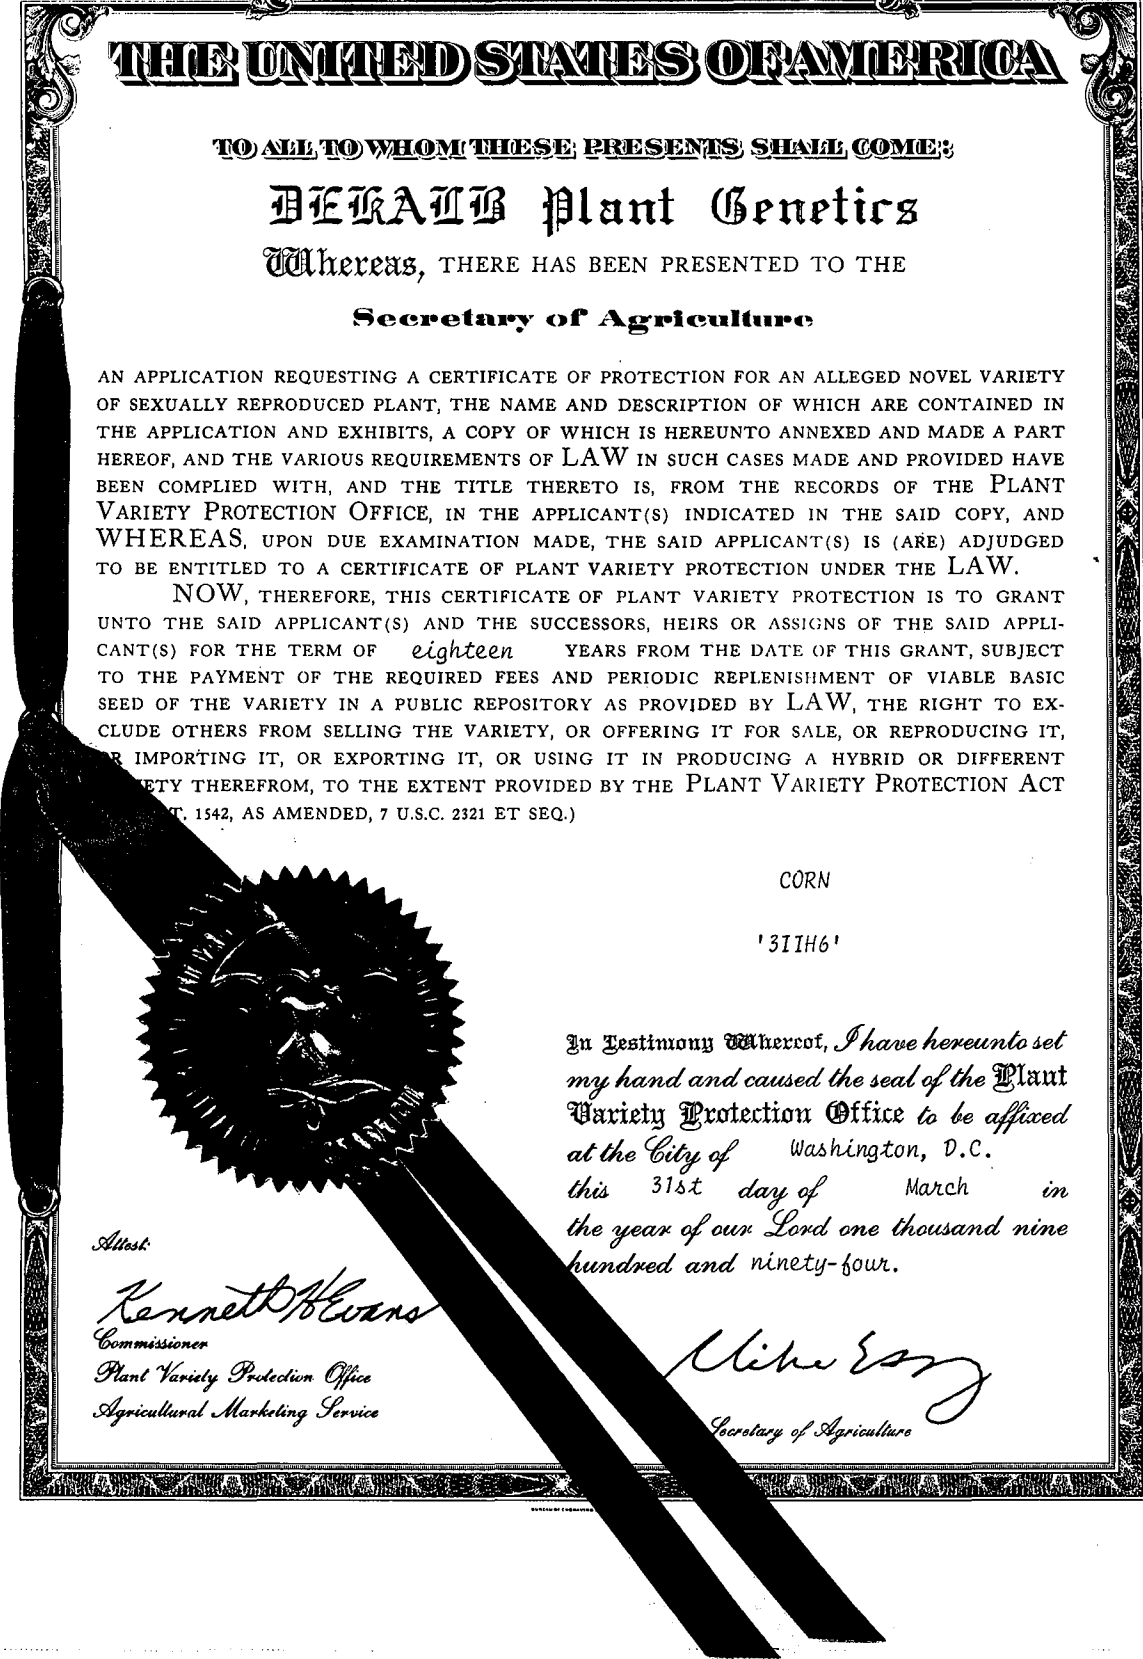 THE UNITED STATES OF AMERICA
TO ALL TO WHOM THESE PRESENTS SHALL COME:
DEKALB Plant Genetics
Whereas, THERE HAS BEEN PRESENTED TO THE
Secretary of Agriculture
AN APPLICATION REQUESTING A CERTIFICATE OF PROTECTION FOR AN ALLEGED NOVEL VARIETY
OF SEXUALLY REPRODUCED PLANT, THE NAME AND DESCRIPTION OF WHICH ARE CONTAINED IN
THE APPLICATION AND EXHIBITS, A COPY OF WHICH IS HEREUNTO ANNEXED AND MADE A PART
HEREOF, AND THE VARIOUS REQUIREMENTS OF LAW IN SUCH CASES MADE AND PROVIDED HAVE
BEEN COMPLIED WITH, AND THE TITLE THERETO IS, FROM THE RECORDS OF THE PLANT
VARIETY PROTECTION OFFICE, IN THE APPLICANT(S) INDICATED IN THE SAID COPY, AND
WHEREAS, UPON DUE EXAMINATION MADE, THE SAID APPLICANT(S) IS (ARE) ADJUDGED
TO BE ENTITLED TO A CERTIFICATE OF PLANT VARIETY PROTECTION UNDER THE LAW.
NOW, THEREFORE, THIS CERTIFICATE OF PLANT VARIETY PROTECTION IS TO GRANT
UNTO THE SAID APPLICANT(S) AND THE SUCCESSORS, HEIRS OR ASSIGNS OF THE SAID APPLI-
CANT(S) FOR THE TERM OF eighteen YEARS FROM THE DATE OF THIS GRANT, SUBJECT
TO THE PAYMENT OF THE REQUIRED FEES AND PERIODIC REPLENISHMENT OF VIABLE BASIC
SEED OF THE VARIETY IN A PUBLIC REPOSITORY AS PROVIDED BY LAW, THE RIGHT TO EX-
CLUDE OTHERS FROM SELLING THE VARIETY, OR OFFERING IT FOR SALE, OR REPRODUCING IT,
R IMPORTING IT, OR EXPORTING IT, OR USING IT IN PRODUCING A HYBRID OR DIFFERENT
ETY THEREFROM, TO THE EXTENT PROVIDED BY THE PLANT VARIETY PROTECTION ACT
T. 1542, AS AMENDED, 7 U.S.C. 2321 ET SEQ.)
CORN
'3IIH6'
In Testimony Whereof, I have hereunto set
my hand and caused the seal of the Plant
Variety Protection Office to be affixed
at the City of Washington, D.C.
this 31st day of March in
the year of our Lord one thousand nine
hundred and ninety-four.
Attest:
Kenneth H Evans
Commissioner
Plant Variety Protection Office
Agricultural Marketing Service
Mike Espy
Secretary of Agriculture